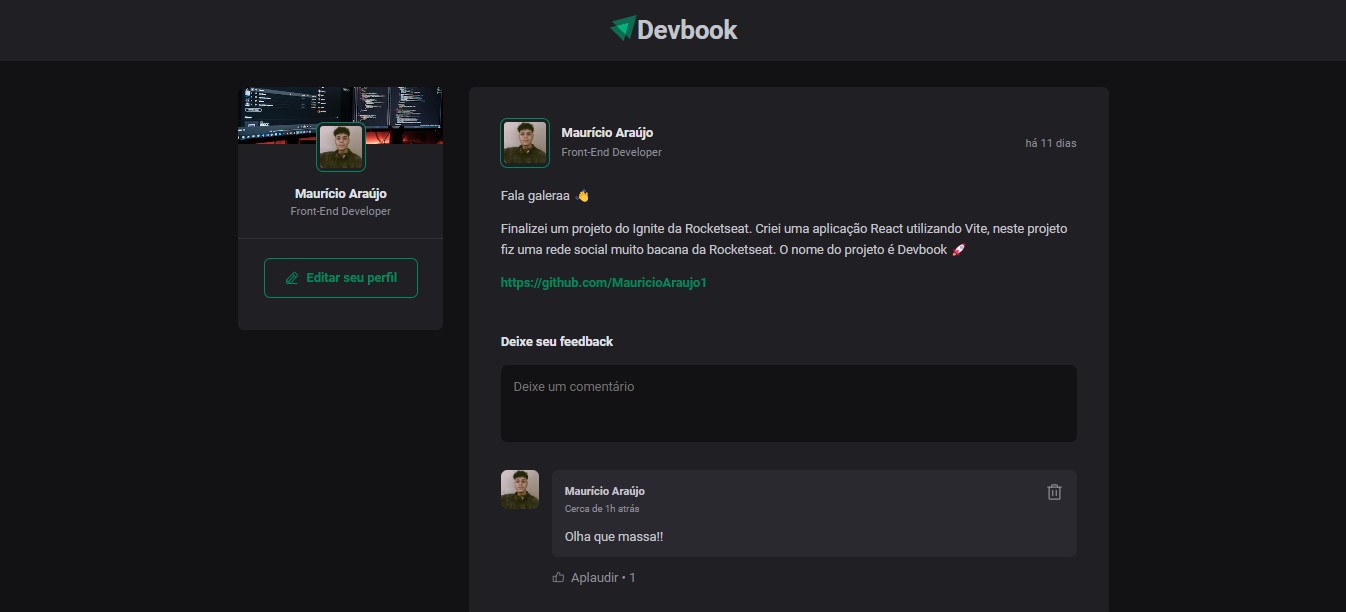 Devbook
Maurício Araújo
Front-End Developer
Editar seu perfil
Maurício Araújo
Front-End Developer
há 11 dias
Fala galeraa 👋
Finalizei um projeto do Ignite da Rocketseat. Criei uma aplicação React utilizando Vite, neste projeto
fiz uma rede social muito bacana da Rocketseat. O nome do projeto é Devbook 🚀
https://github.com/MauricioAraujo1
Deixe seu feedback
Deixe um comentário
Maurício Araújo
Cerca de 1h atrás
Olha que massa!!
Aplaudir • 1